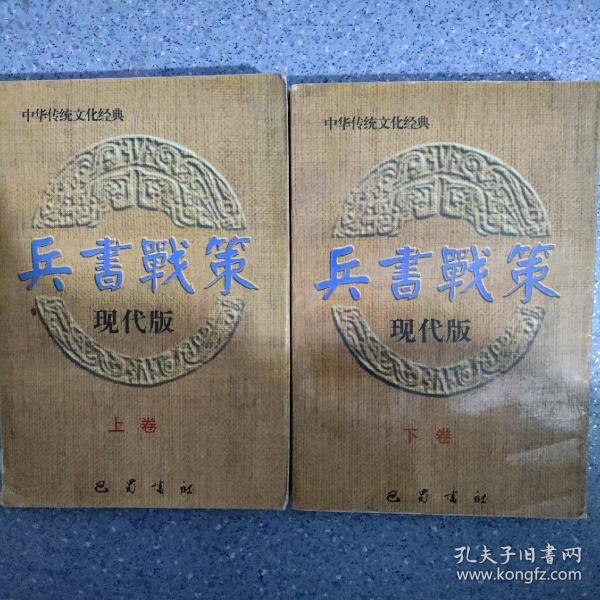 中华传统文化经典
兵書戰策
现代版
上卷
巴蜀书社
中华传统文化经典
兵書戰策
现代版
下卷
巴蜀书社
孔夫子旧書网
www.kongfz.com